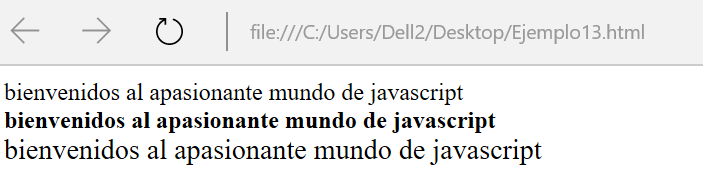 file:///C:/Users/Dell2/Desktop/Ejemplo13.html
bienvenidos al apasionante mundo de javascript
bienvenidos al apasionante mundo de javascript
bienvenidos al apasionante mundo de javascript